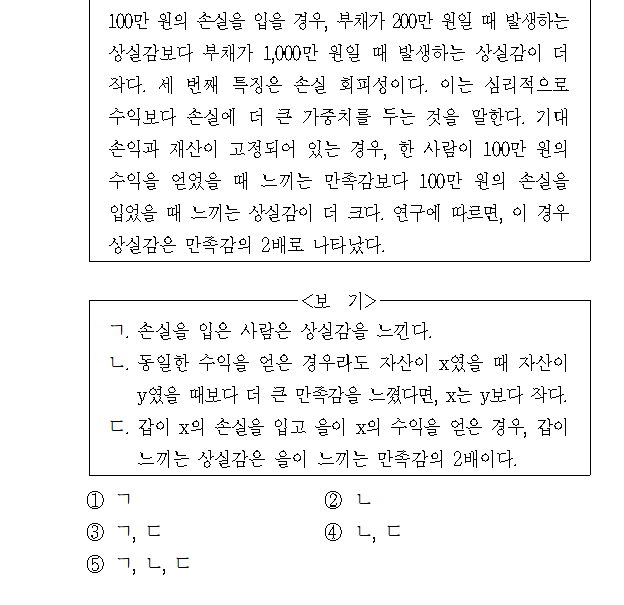 100만 원의 손실을 입을 경우, 부채가 200만 원일 때 발생하는
상실감보다 부채가 1,000만 원일 때 발생하는 상실감이 더
작다. 세 번째 특징은 손실 회피성이다. 이는 심리적으로
수익보다 손실에 더 큰 가중치를 두는 것을 말한다. 기대
손익과 재산이 고정되어 있는 경우, 한 사람이 100만 원의
수익을 얻었을 때 느끼는 만족감보다 100만 원의 손실을
입었을 때 느끼는 상실감이 더 크다. 연구에 따르면, 이 경우
상실감은 만족감의 2배로 나타났다.
<보 기>
ㄱ. 손실을 입은 사람은 상실감을 느낀다.
ㄴ. 동일한 수익을 얻은 경우라도 자산이 x였을 때 자산이
y였을 때보다 더 큰 만족감을 느꼈다면, x는 y보다 작다.
ㄷ. 갑이 x의 손실을 입고 을이 x의 수익을 얻은 경우, 갑이
느끼는 상실감은 을이 느끼는 만족감의 2배이다.
① ㄱ ② ㄴ
③ ㄱ, ㄷ ④ ㄴ, ㄷ
⑤ ㄱ, ㄴ, ㄷ